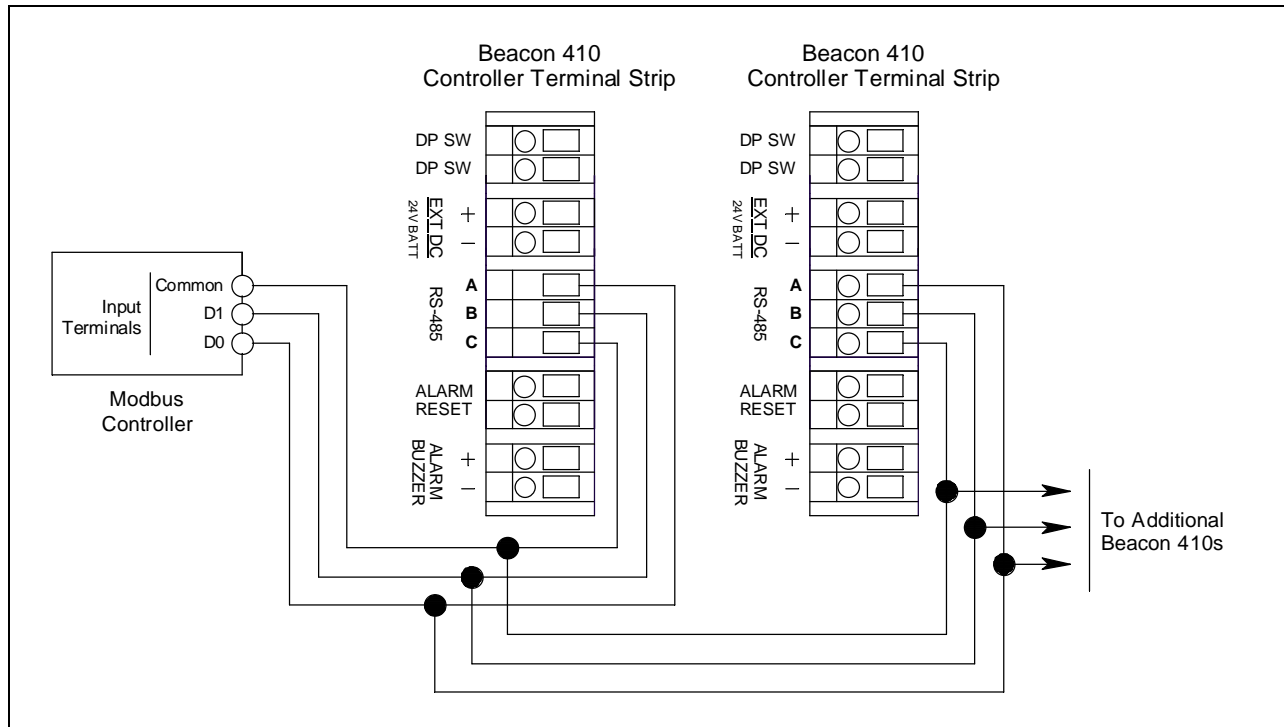 Beacon 410
Controller Terminal Strip
DP SW
DP SW
EXT DC
24V BATT
+
−
RS-485
A
B
C
ALARM
RESET
ALARM
BUZZER
+
−
Beacon 410
Controller Terminal Strip
DP SW
DP SW
EXT DC
24V BATT
+
−
RS-485
A
B
C
ALARM
RESET
ALARM
BUZZER
+
−
Input
Terminals
Common
D1
D0
Modbus
Controller
To Additional
Beacon 410s